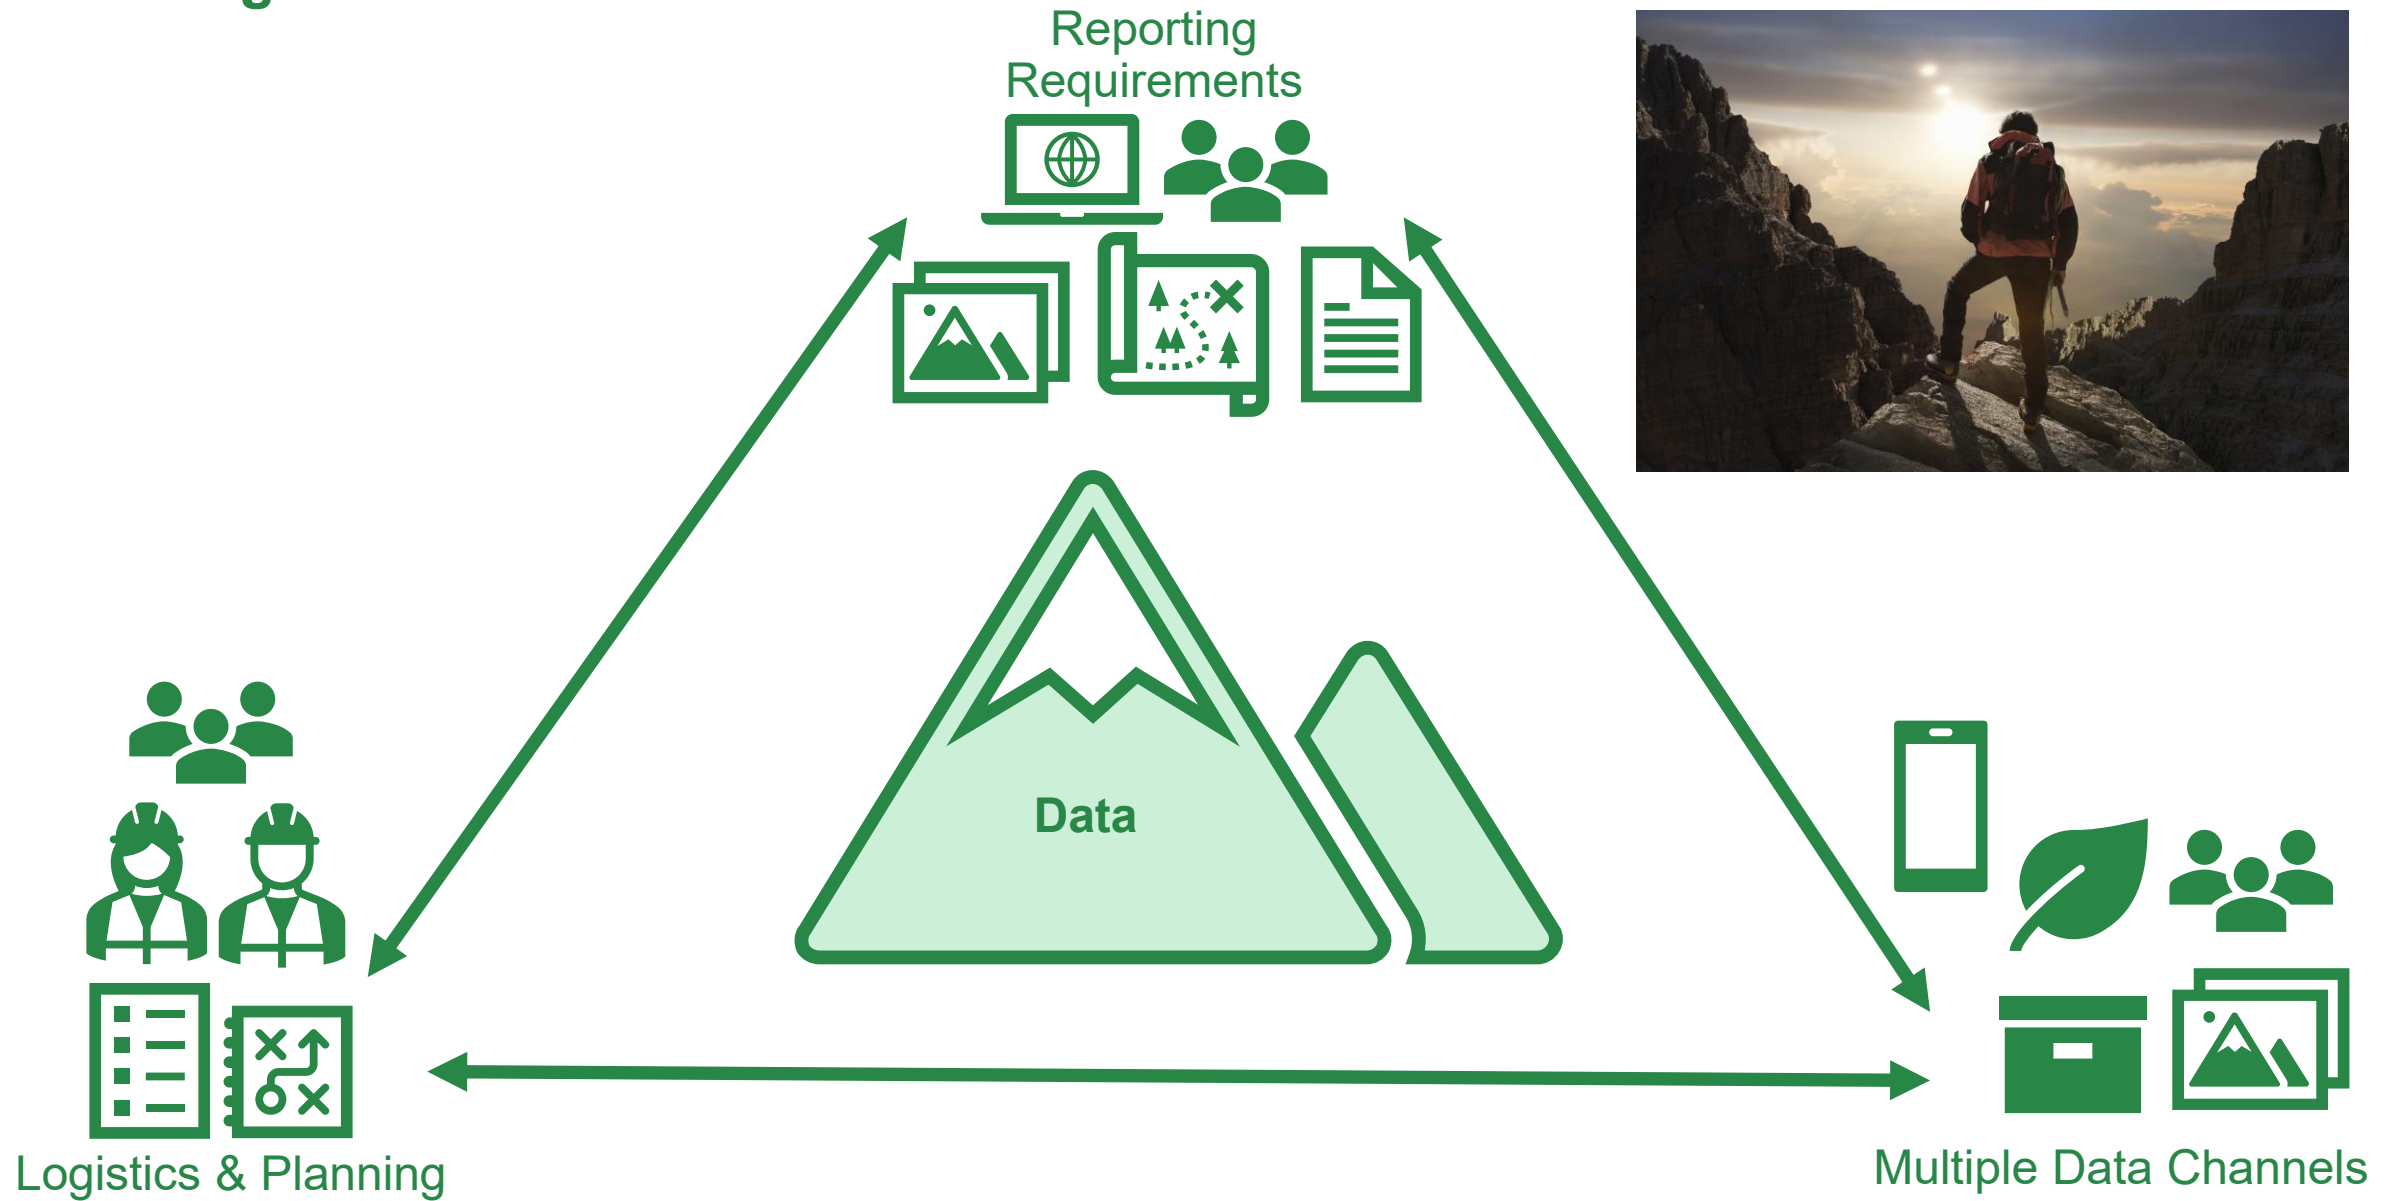 Reporting
Requirements
Data
Logistics & Planning
Multiple Data Channels